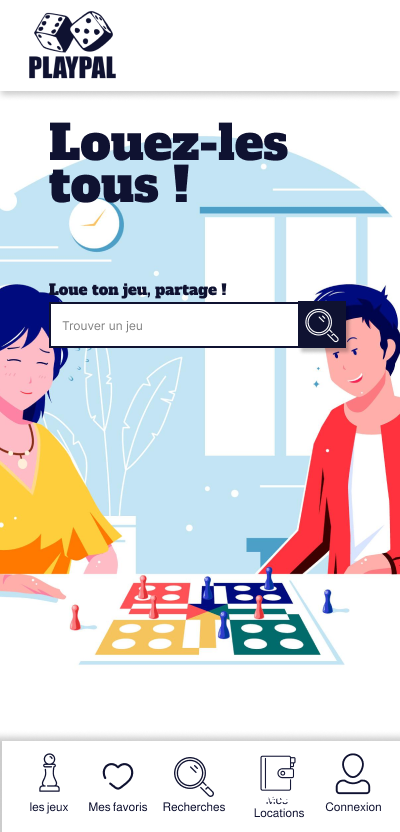 PLAYPAL
Louez-les
tous !
Loue ton jeu, partage !
Trouver un jeu
les jeux
Mes favoris
Recherches
Mes
Locations
Connexion